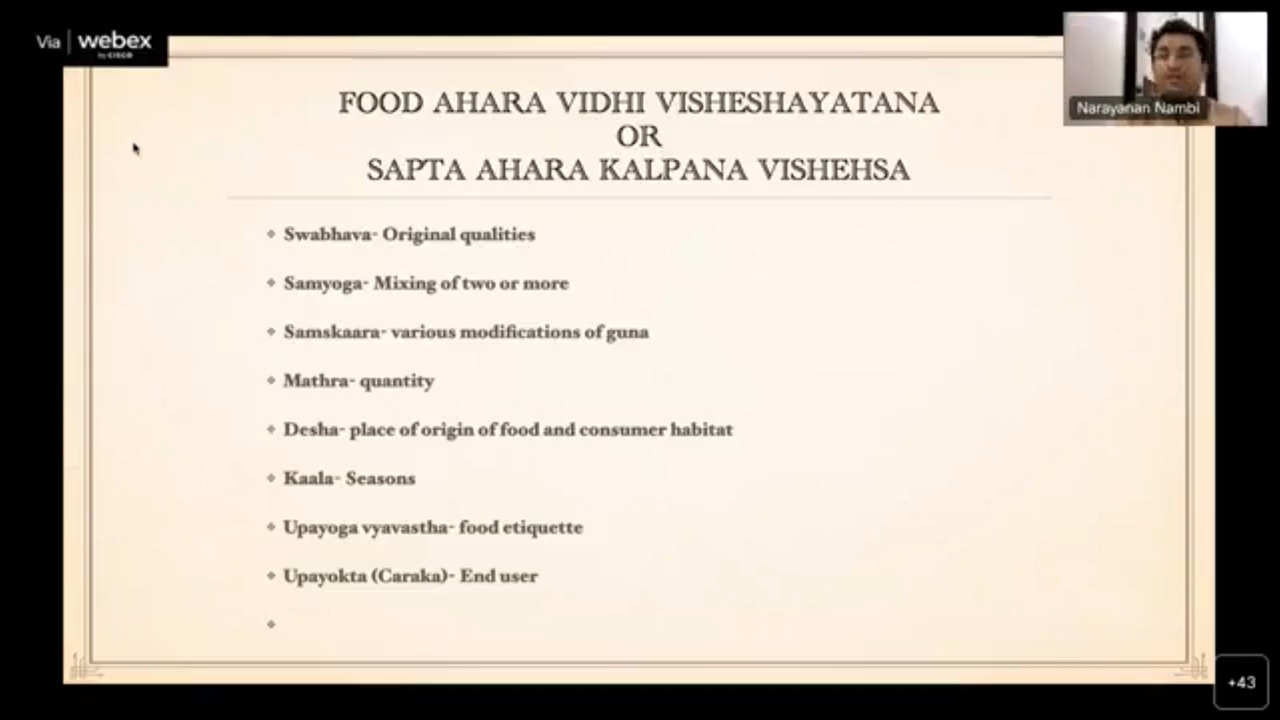 Via webex
by CISCO
Narayanan Nambi
FOOD AHARA VIDHI VISHESHAYATANA
OR
SAPTA AHARA KALPANA VISHEHSA
Swabhava- Original qualities
Samyoga- Mixing of two or more
Samskaara- various modifications of guna
Mathra- quantity
Desha- place of origin of food and consumer habitat
Kaala- Seasons
Upayoga vyavastha- food etiquette
Upayokta (Caraka)- End user
+43